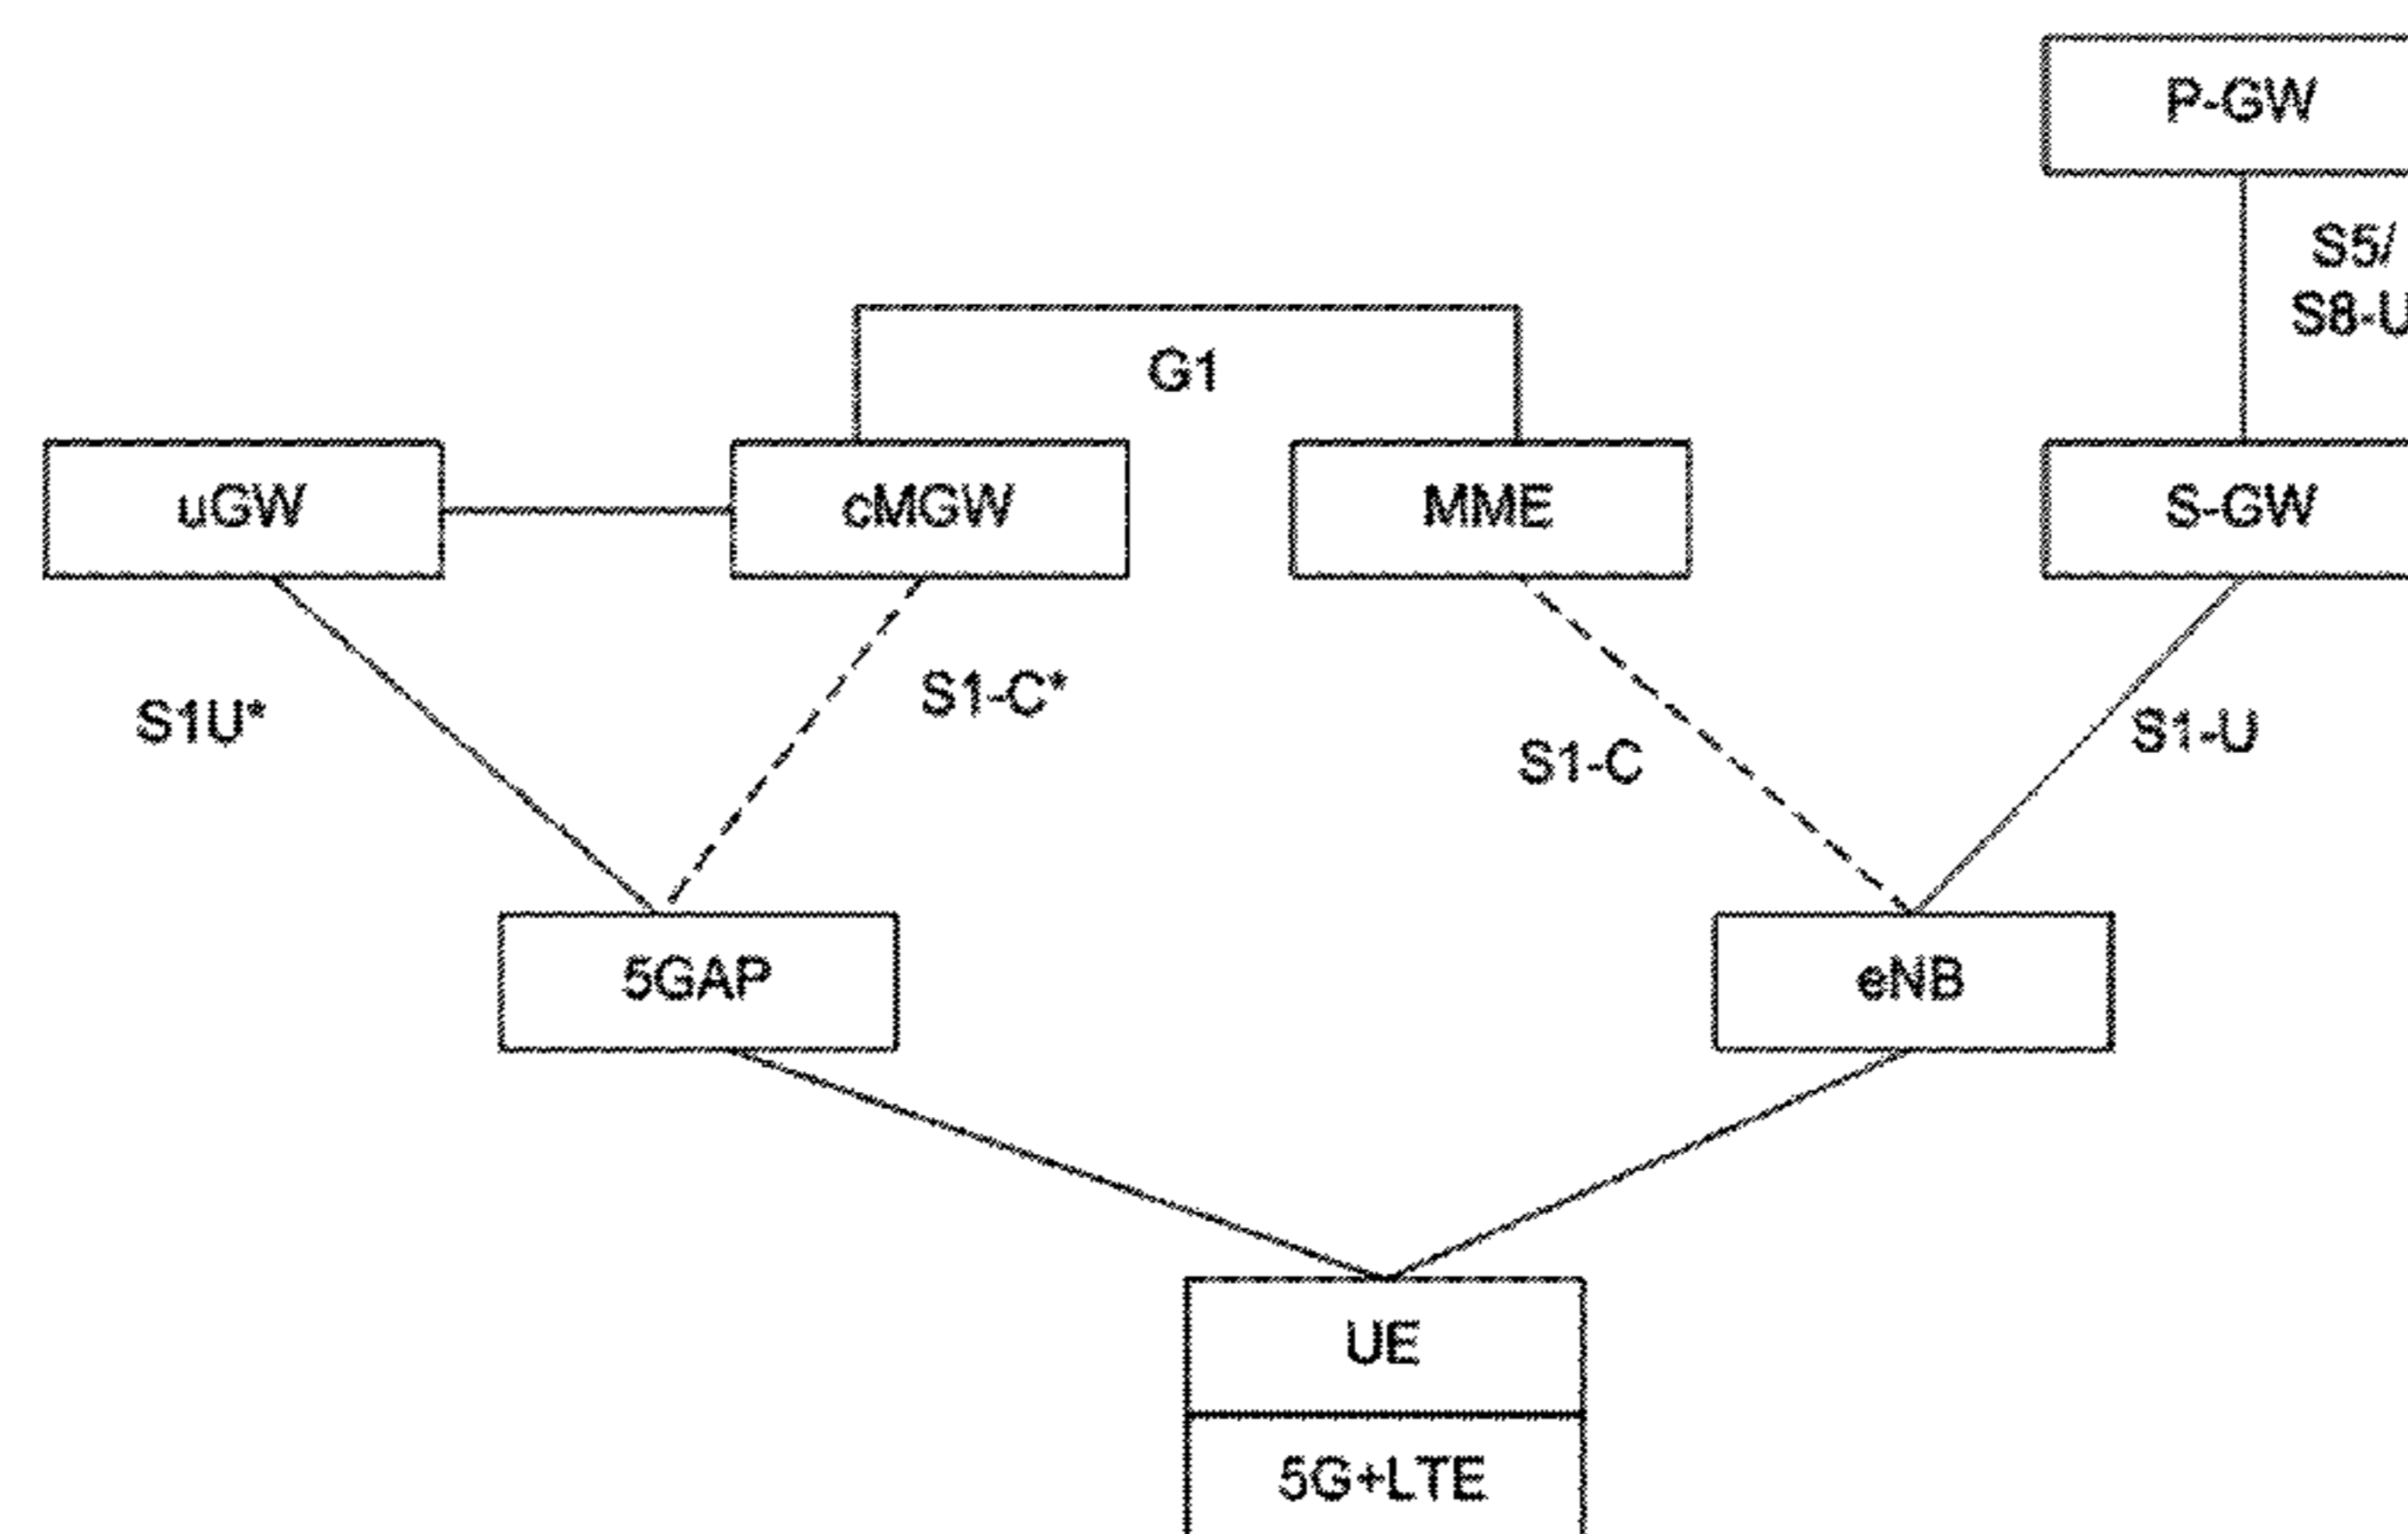 P-GW
S5/
S8-U
G1
uGW
cMGW
MME
S-GW
S1U*
S1-C*
S1-C
S1-U
5GAP
eNB
UE
5G+LTE